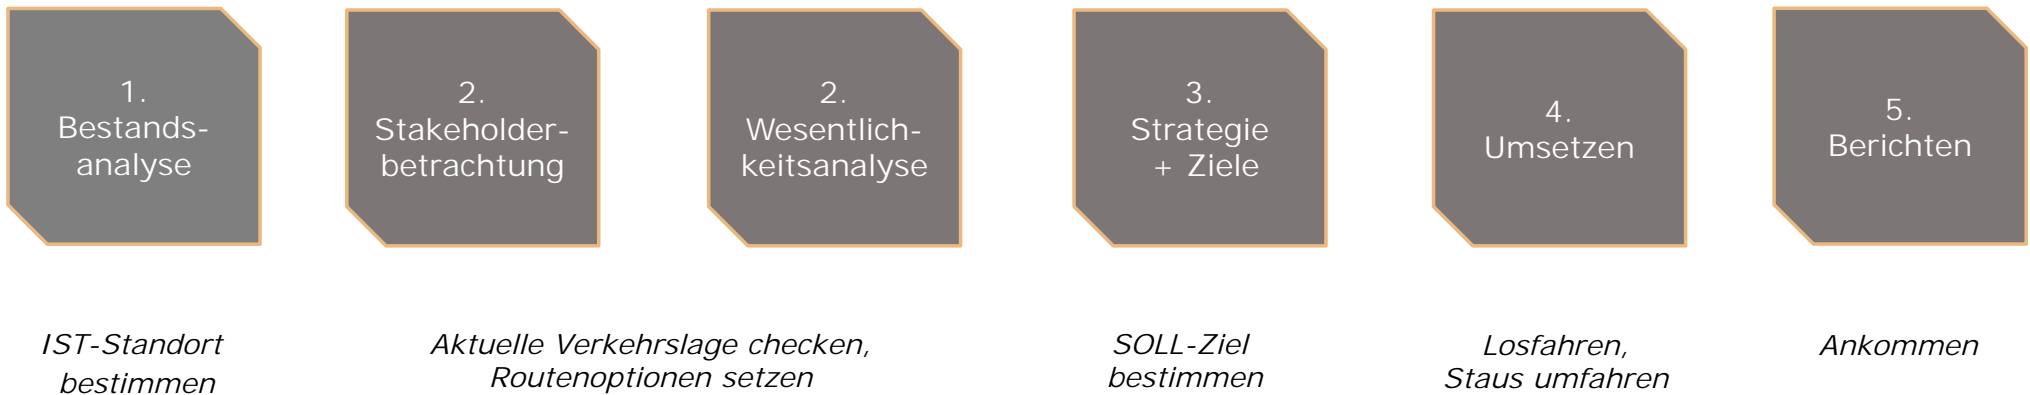 1.
Bestands-
analyse
2.
Stakeholder-
betrachtung
2.
Wesentlich-
keitsanalyse
3.
Strategie
+ Ziele
4.
Umsetzen
5.
Berichten
IST-Standort
bestimmen
Aktuelle Verkehrslage checken,
Routenoptionen setzen
SOLL-Ziel
bestimmen
Losfahren,
Staus umfahren
Ankommen